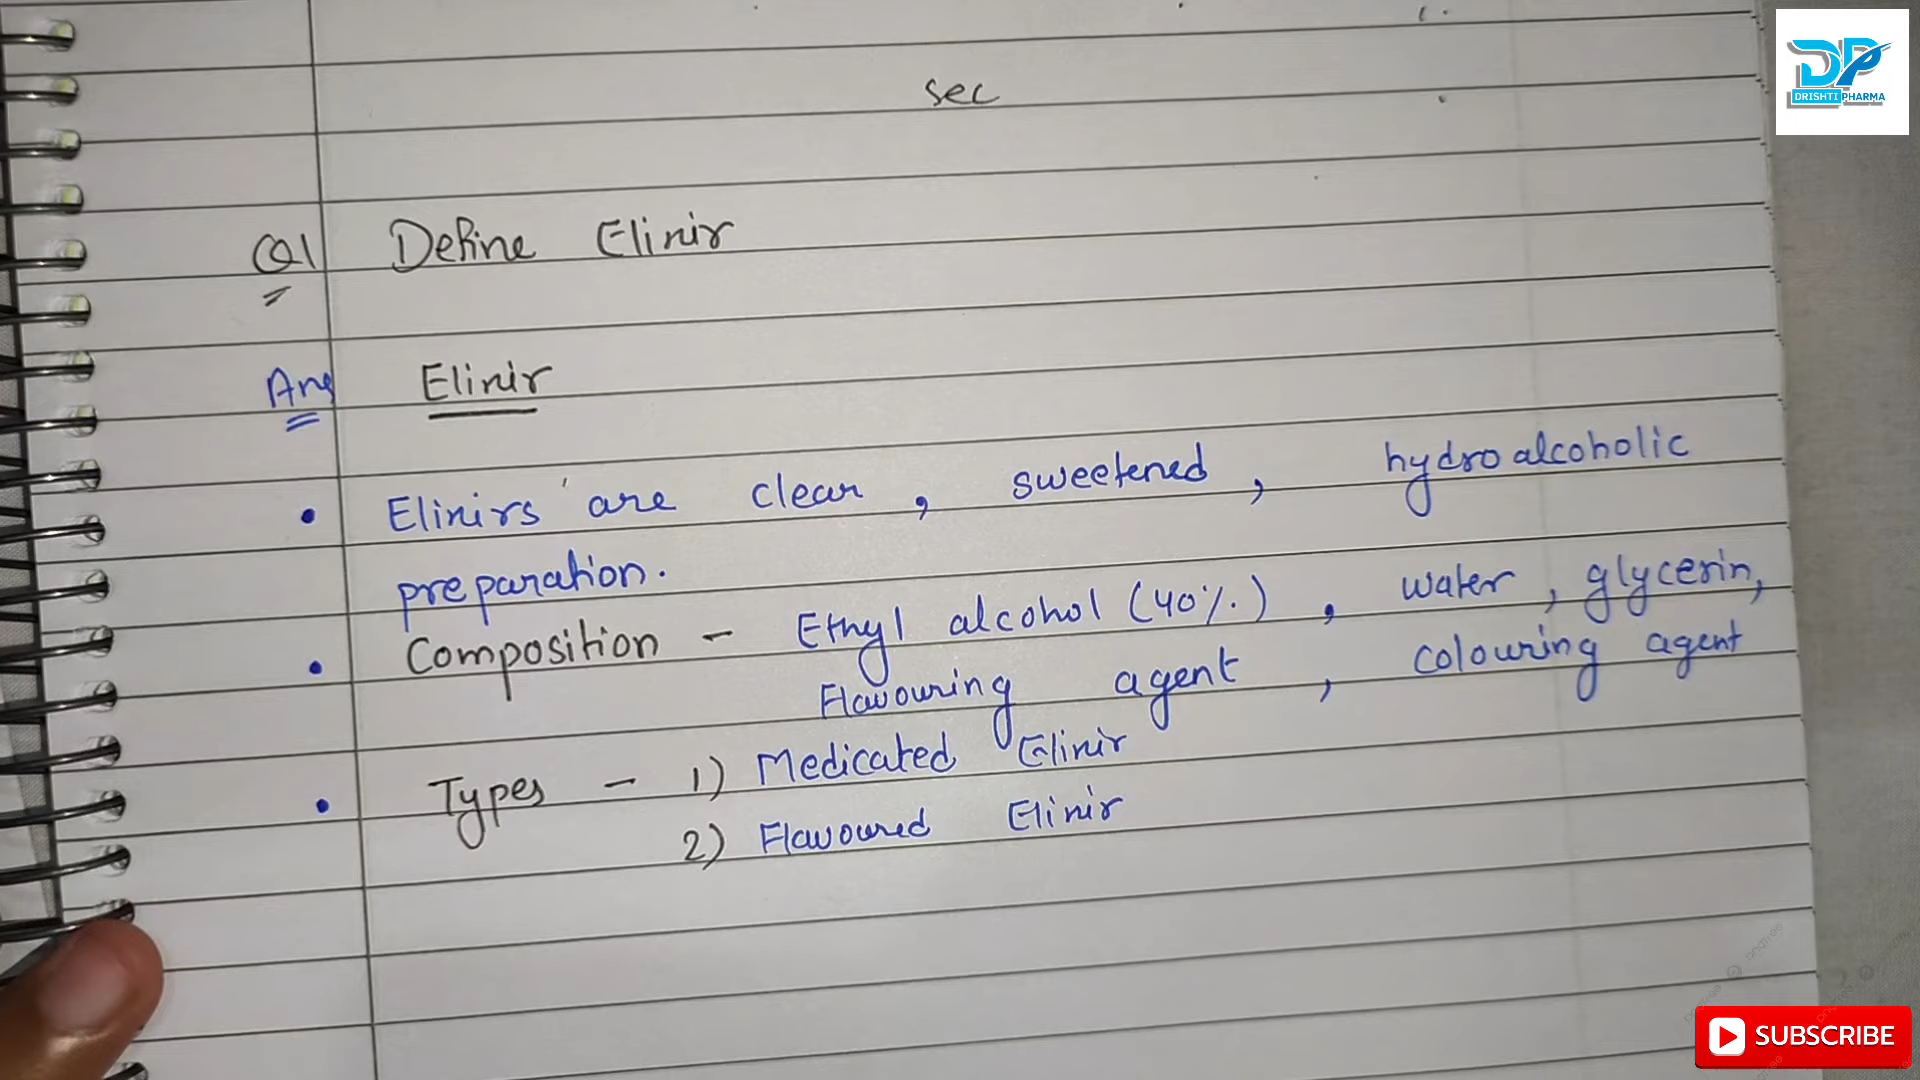 sec
DP
DRISHTI PHARMA
Q1 Define Elixir
Ans Elixir
• Elixirs are clear, sweetened, hydroalcoholic
preparation.
• Composition - Ethyl alcohol (40%), water, glycerin,
Flavouring agent, colouring agent
• Types - 1) Medicated Elixir
2) Flavoured Elixir
SUBSCRIBE